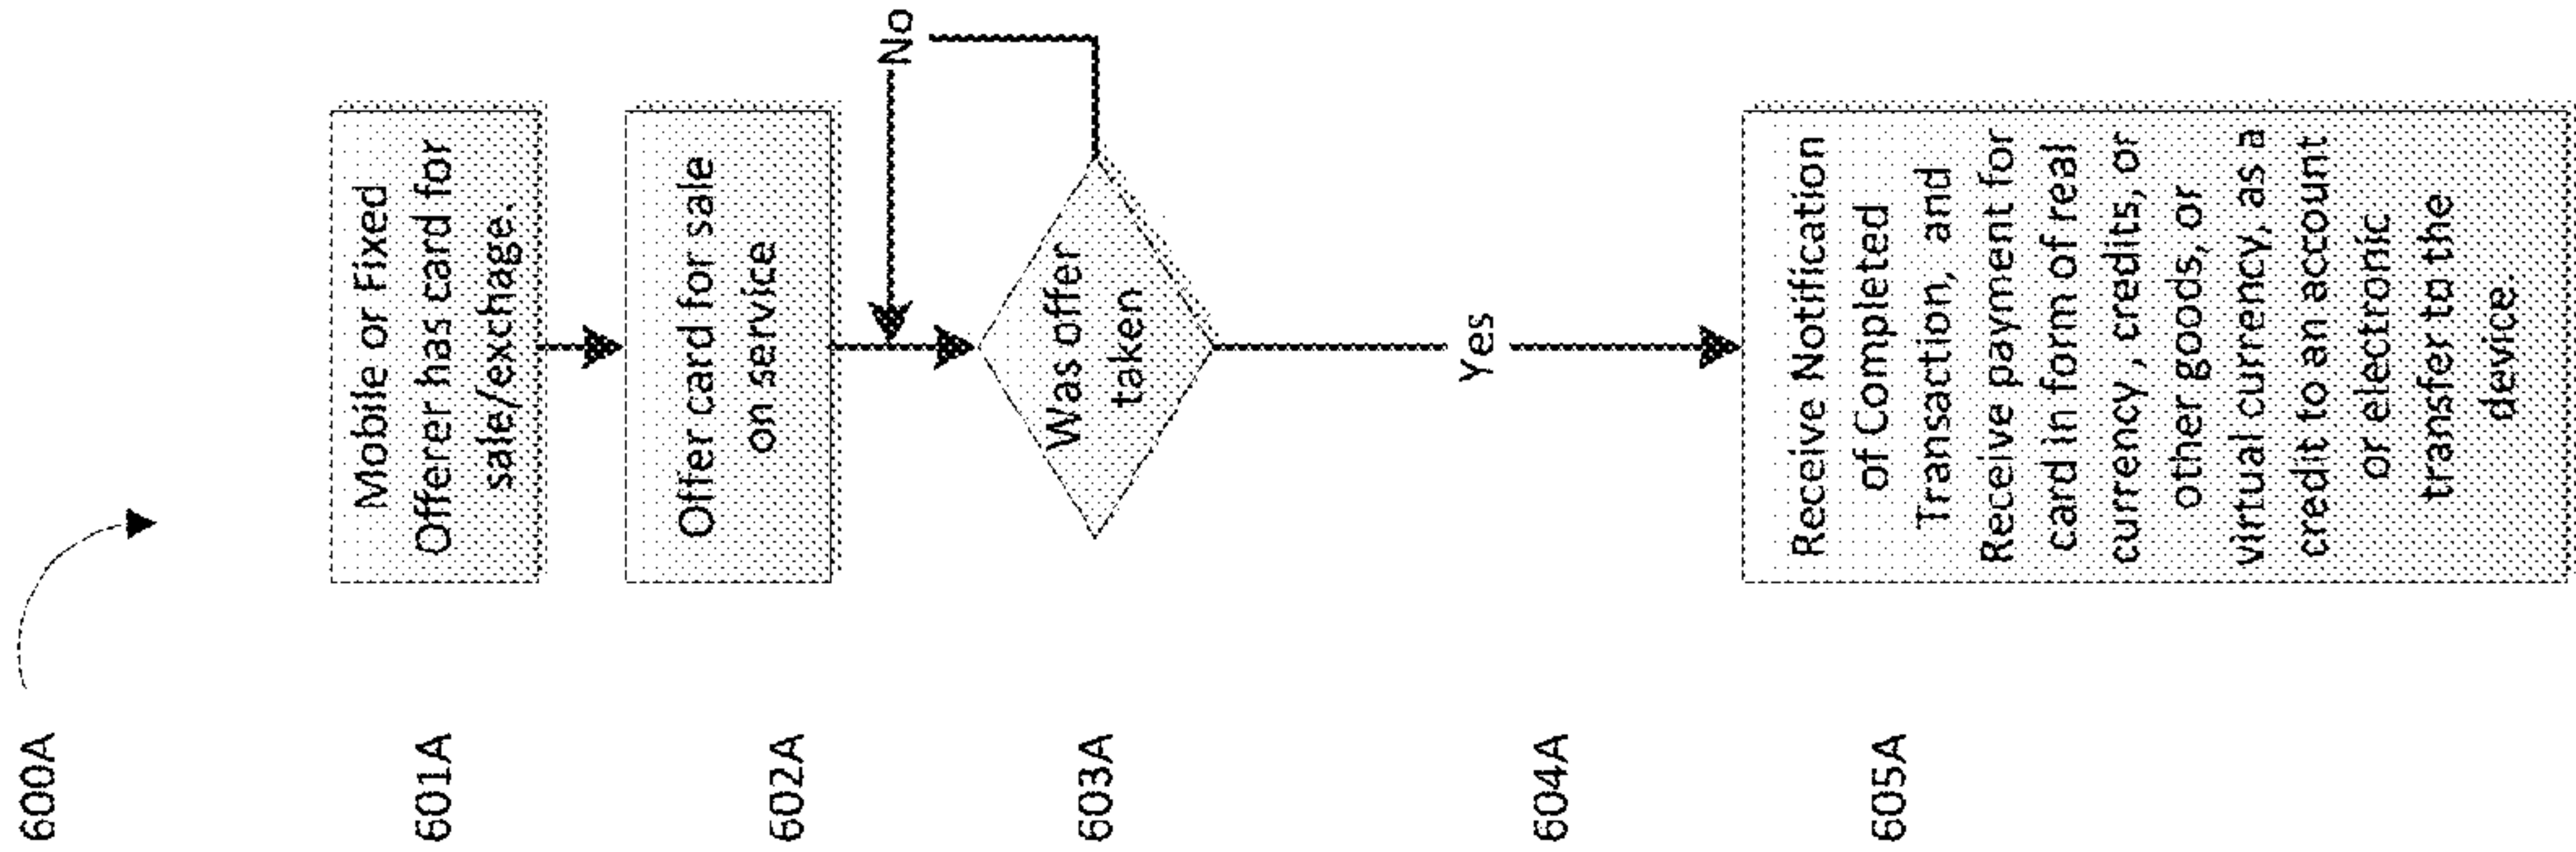 600A
601A
Mobile or Fixed
Offerer has card for
sale/exchage.
602A
Offer card for sale
on service
No
603A
Was offer
taken
604A
Yes
605A
Receive Notification
of Completed
Transaction, and
Receive payment for
card in form of real
currency, credits, or
other goods, or
virtual currency, as a
credit to an account
or electronic
transfer to the
device.